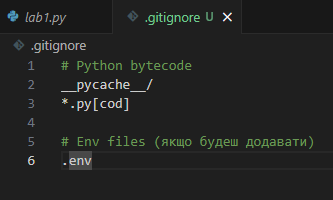 lab1.py
.gitignore U
.gitignore
1 # Python bytecode
2 __pycache__/
3 *.py[cod]
4
5 # Env files (якщо будеш додавати)
6 .env